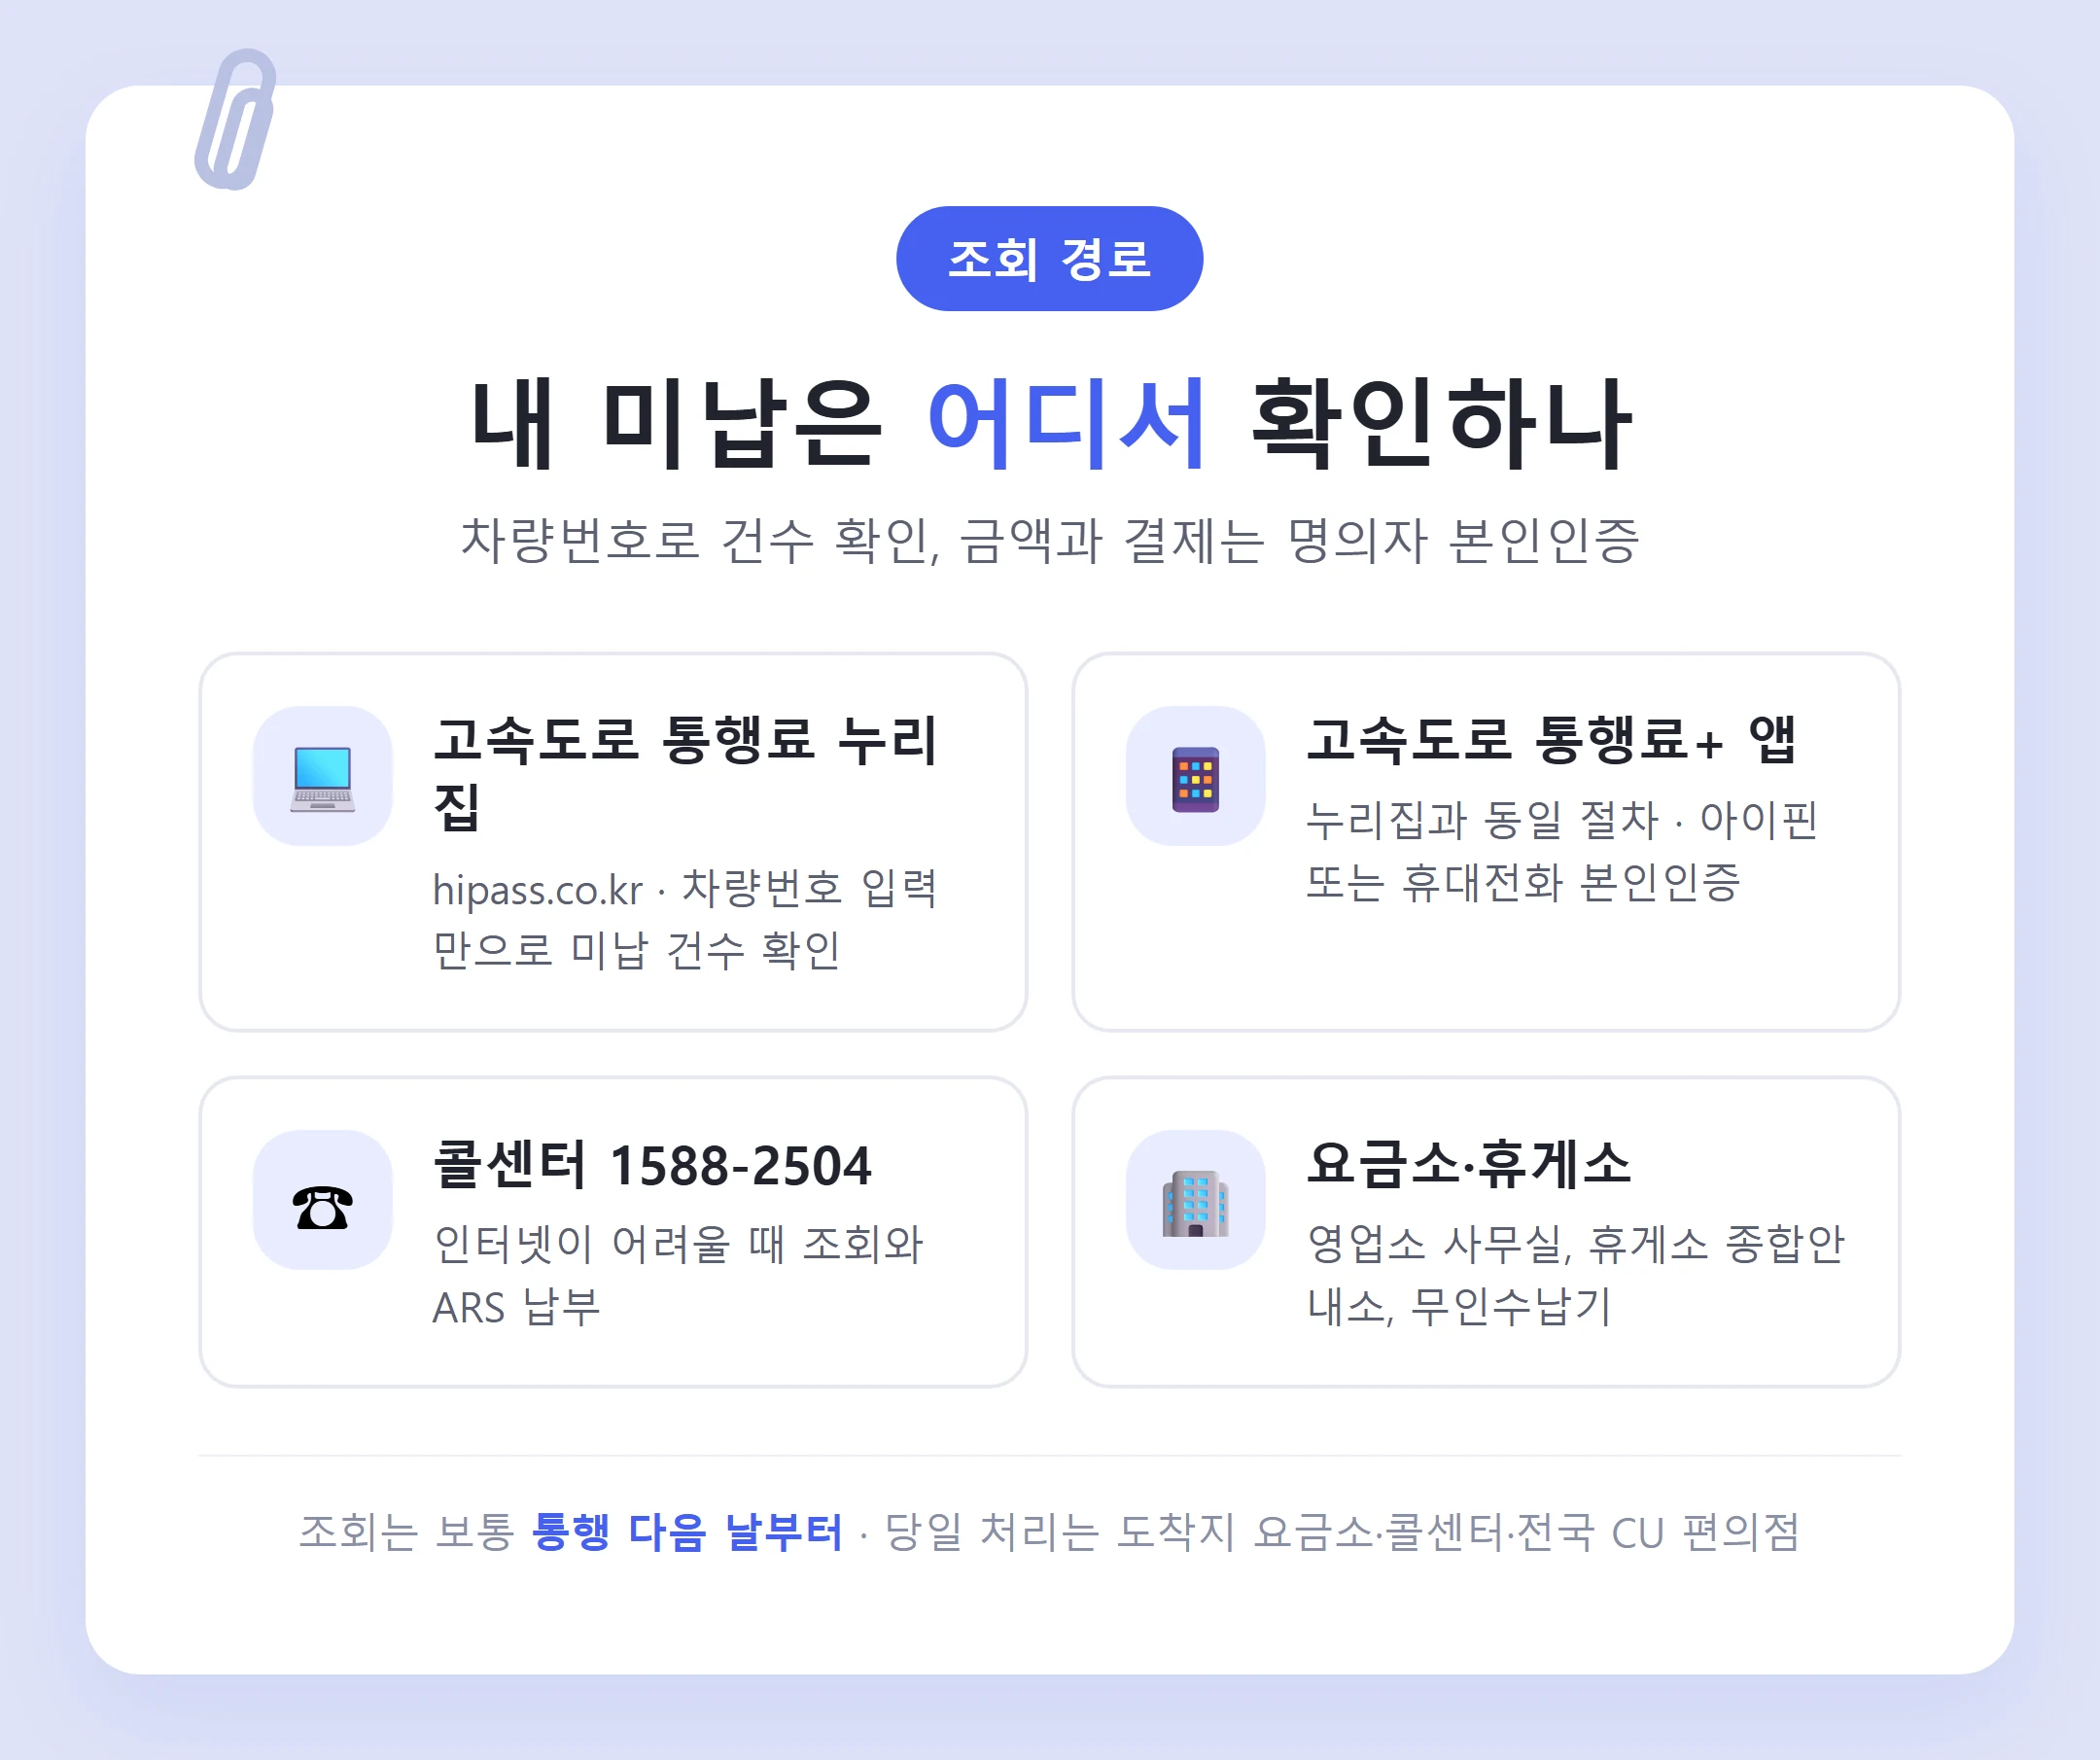 조회 경로
내 미납은 어디서 확인하나
차량번호로 건수 확인, 금액과 결제는 명의자 본인인증
고속도로 통행료 누리
집
hipass.co.kr · 차량번호 입력
만으로 미납 건수 확인
고속도로 통행료+ 앱
누리집과 동일 절차 · 아이핀
또는 휴대전화 본인인증
콜센터 1588-2504
인터넷이 어려울 때 조회와
ARS 납부
요금소·휴게소
영업소 사무실, 휴게소 종합안
내소, 무인수납기
조회는 보통 통행 다음 날부터 · 당일 처리는 도착지 요금소·콜센터·전국 CU 편의점